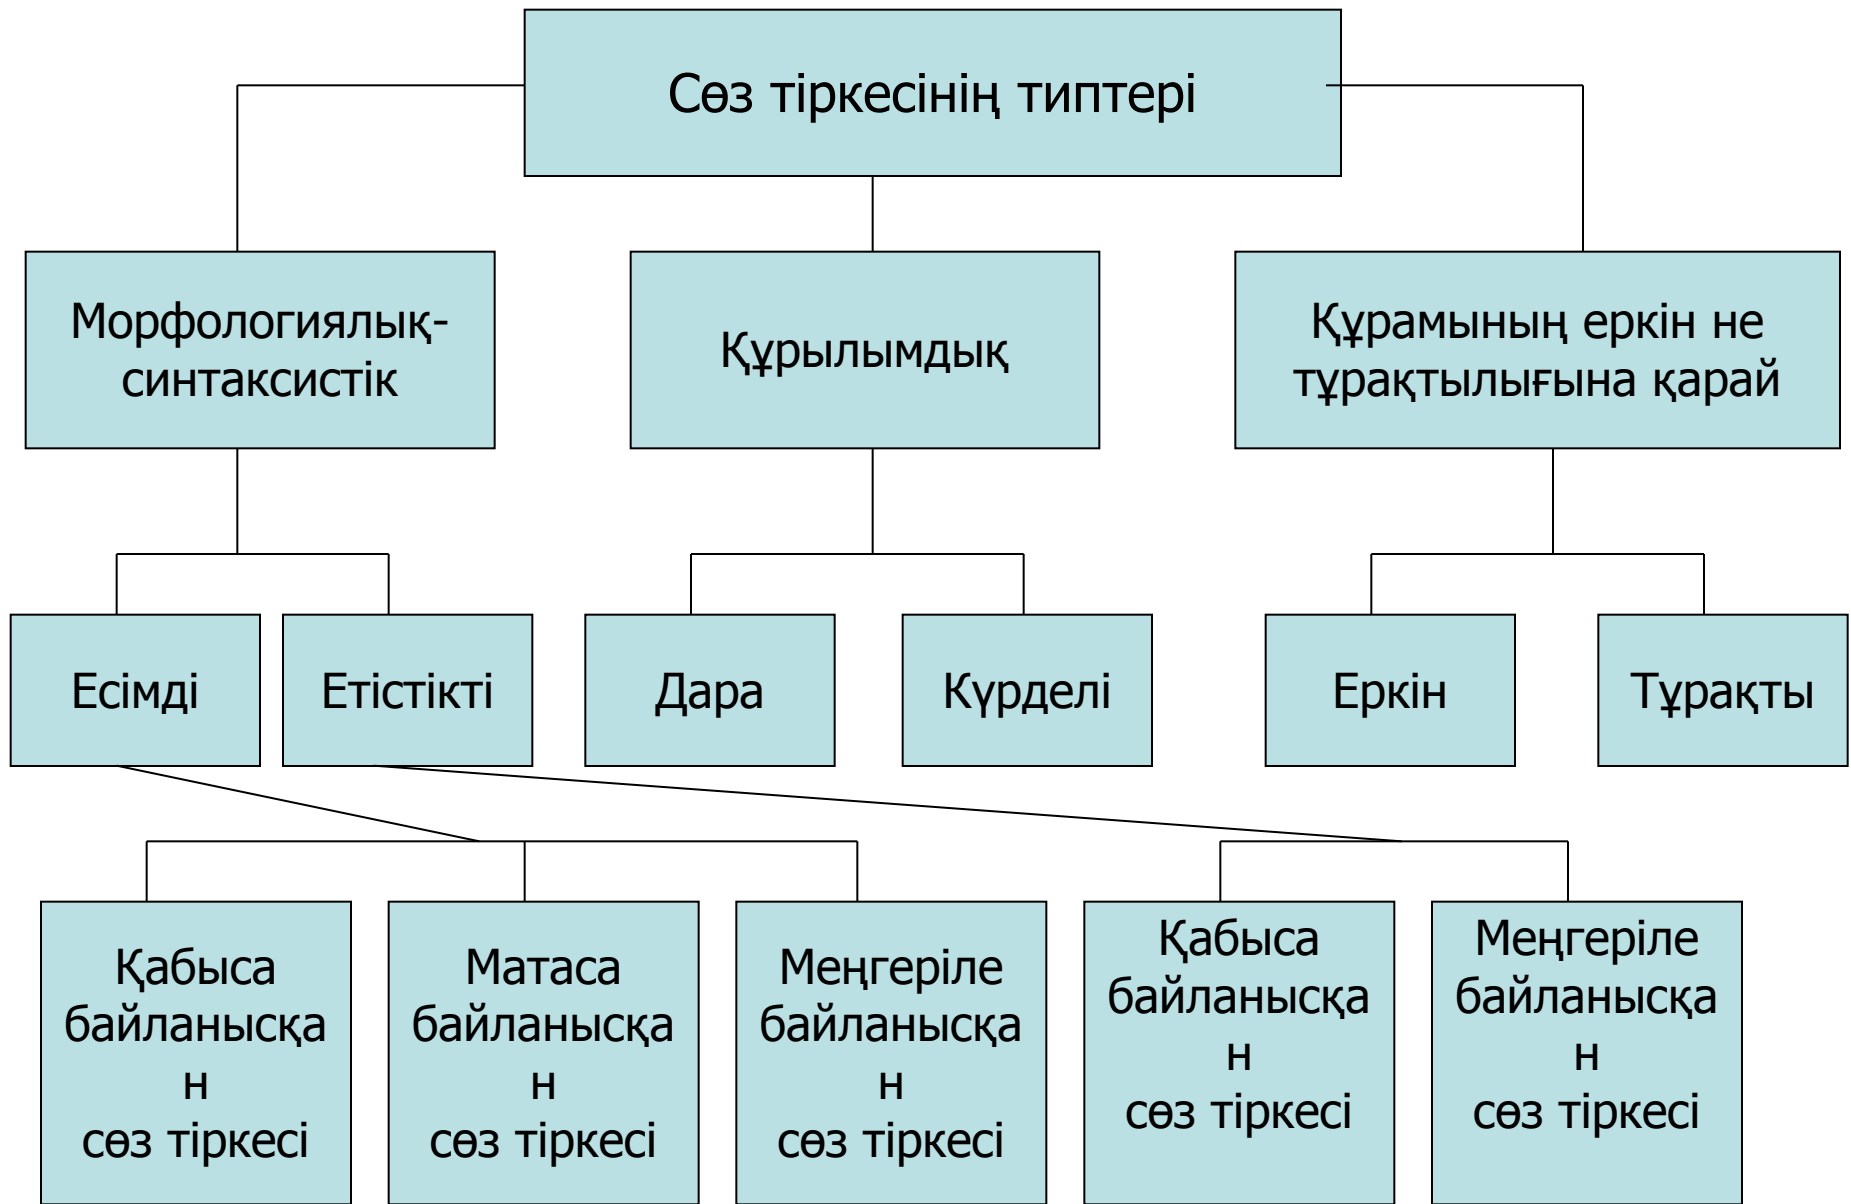 Сөз тіркесінің типтері
Морфологиялық-
синтаксистік
Құрылымдық
Құрамының еркін не
тұрақтылығына қарай
Есімді
Етістікті
Дара
Күрделі
Еркін
Тұрақты
Қабыса
байланысқа
н
сөз тіркесі
Матаса
байланысқа
н
сөз тіркесі
Меңгеріле
байланысқа
н
сөз тіркесі
Қабыса
байланысқа
н
сөз тіркесі
Меңгеріле
байланысқа
н
сөз тіркесі